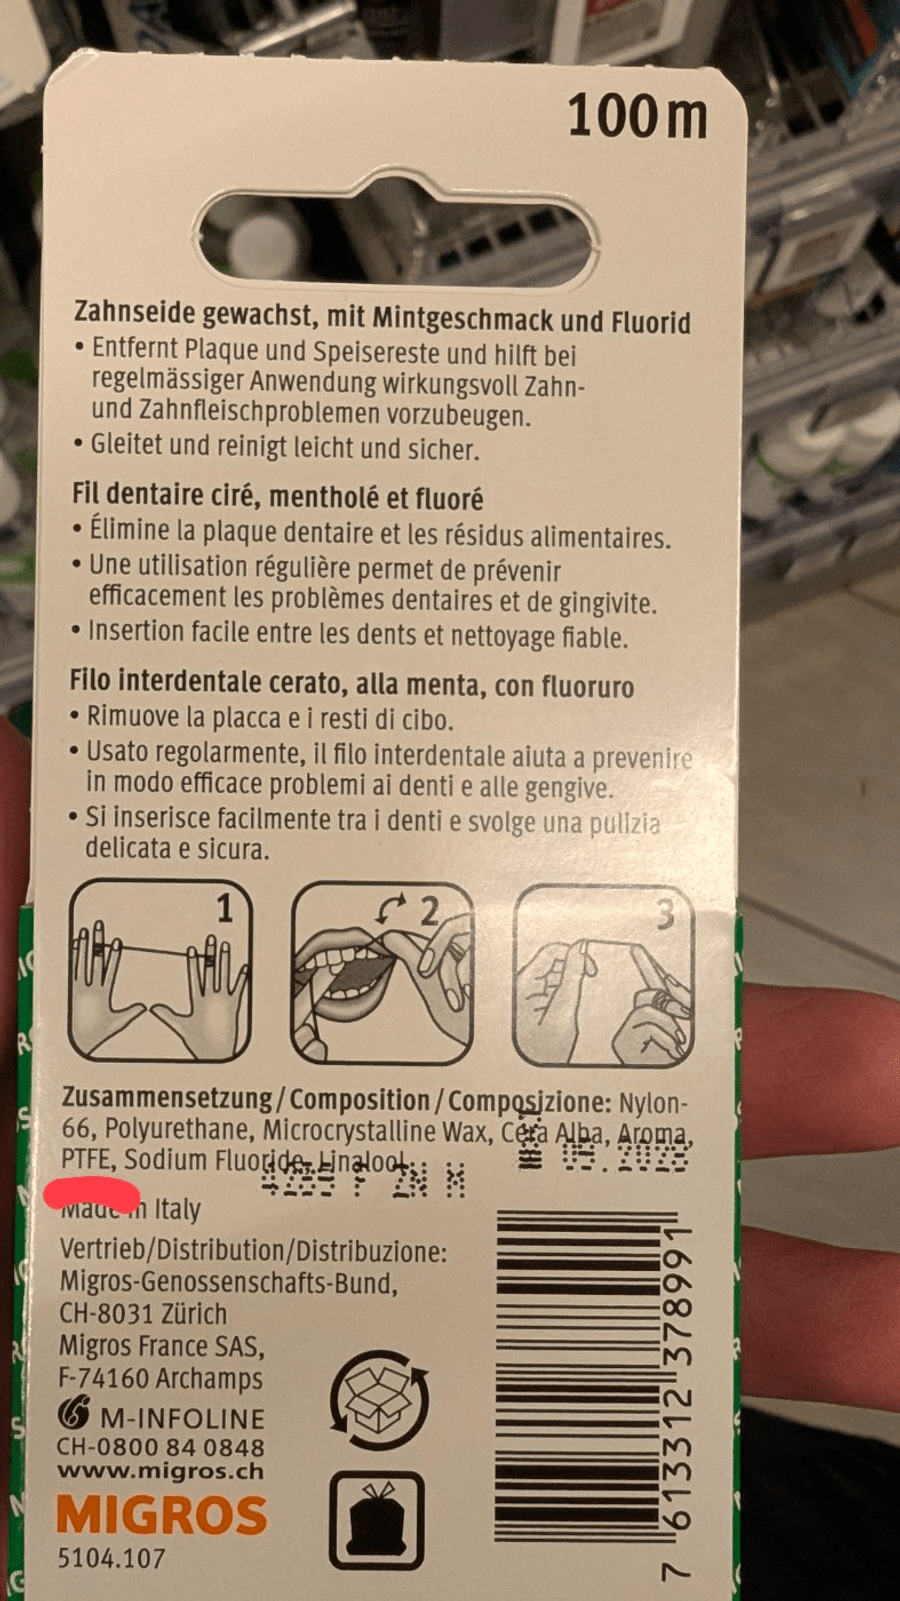 100m
Zahnseide gewachst, mit Mintgeschmack und Fluorid
• Entfernt Plaque und Speisereste und hilft bei
regelmässiger Anwendung wirkungsvoll Zahn-
und Zahnfleischproblemen vorzubeugen.
• Gleitet und reinigt leicht und sicher.
Fil dentaire ciré, mentholé et fluoré
• Élimine la plaque dentaire et les résidus alimentaires.
• Une utilisation régulière permet de prévenir
efficacement les problèmes dentaires et de gingivite.
• Insertion facile entre les dents et nettoyage fiable.
Filo interdentale cerato, alla menta, con fluoruro
• Rimuove la placca e i resti di cibo.
• Usato regolarmente, il filo interdentale aiuta a prevenire
in modo efficace problemi ai denti e alle gengive.
• Si inserisce facilmente tra i denti e svolge una pulizia
delicata e sicura.
1 2 3
Zusammensetzung/Composition/Composizione: Nylon-
66, Polyurethane, Microcrystalline Wax, Cera Alba, Aroma,
PTFE, Sodium Fluoride, Linalool.
09.2028
Made in Italy
Vertrieb/Distribution/Distribuzione:
Migros-Genossenschafts-Bund,
CH-8031 Zürich
Migros France SAS,
F-74160 Archamps
M-INFOLINE
CH-0800 84 0848
www.migros.ch
MIGROS
5104.107
7 613312 378991